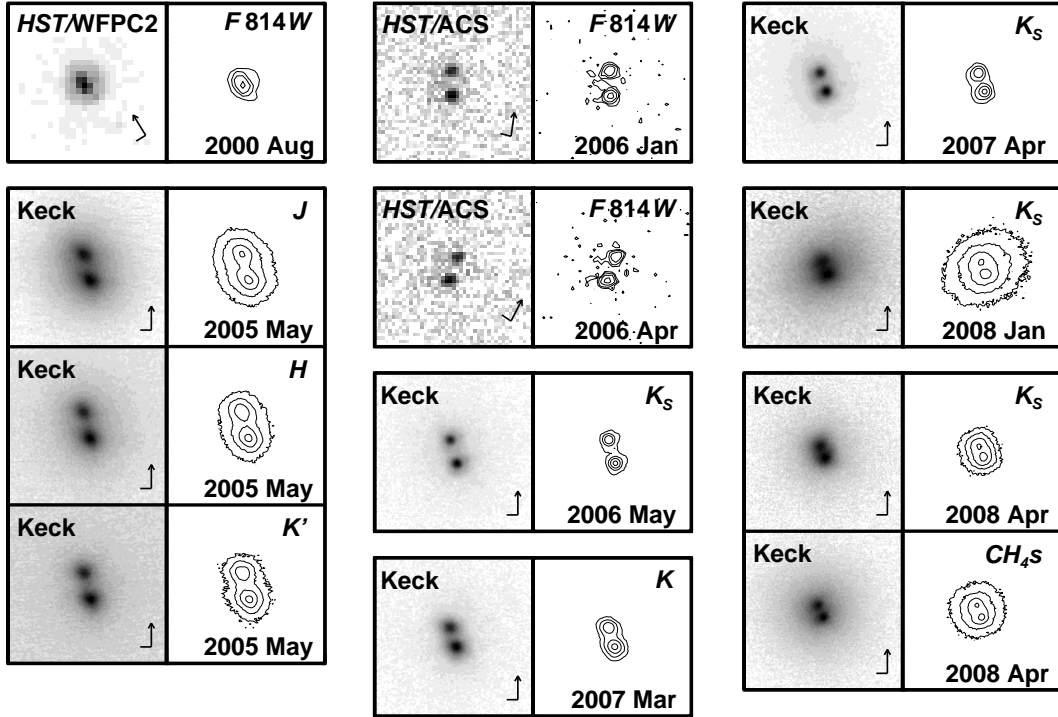 HST/WFPC2 F814W
2000 Aug
Keck J
2005 May
Keck H
2005 May
Keck K'
2005 May
HST/ACS F814W
2006 Jan
HST/ACS F814W
2006 Apr
Keck KS
2006 May
Keck K
2007 Mar
Keck KS
2007 Apr
Keck KS
2008 Jan
Keck KS
2008 Apr
Keck CH4s
2008 Apr